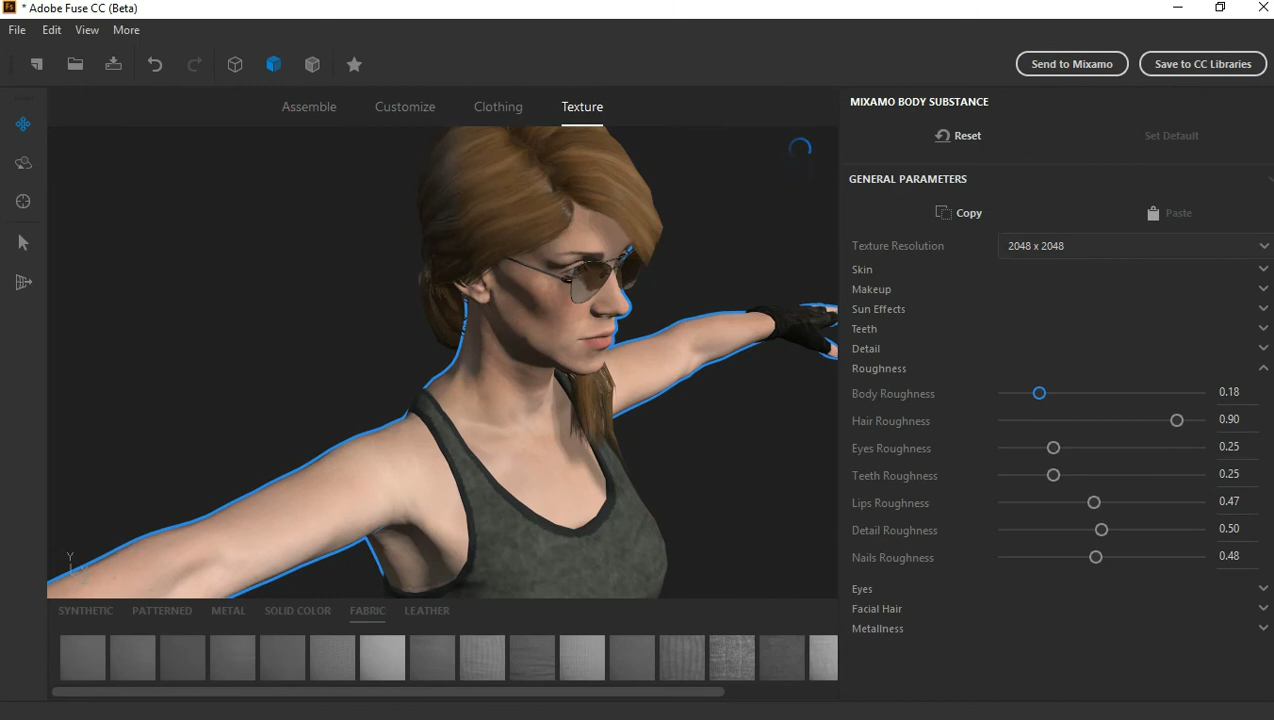 Fs * Adobe Fuse CC (Beta)
File Edit View More
Send to Mixamo Save to CC Libraries
Assemble Customize Clothing Texture
MIXAMO BODY SUBSTANCE
Reset Set Default
GENERAL PARAMETERS
Copy Paste
Texture Resolution 2048 x 2048
Skin
Makeup
Sun Effects
Teeth
Detail
Roughness
Body Roughness 0.18
Hair Roughness 0.90
Eyes Roughness 0.25
Teeth Roughness 0.25
Lips Roughness 0.47
Detail Roughness 0.50
Nails Roughness 0.48
Eyes
Facial Hair
Metallness
Y
SYNTHETIC PATTERNED METAL SOLID COLOR FABRIC LEATHER